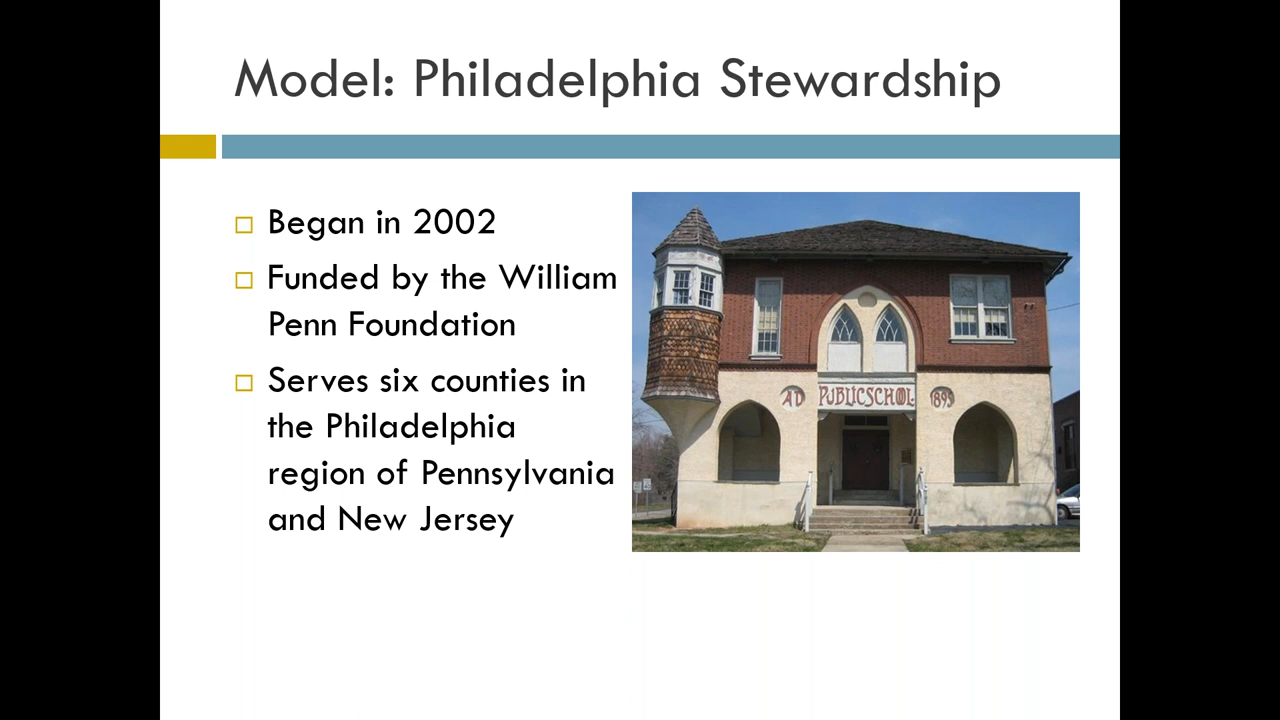 Model: Philadelphia Stewardship
Began in 2002
Funded by the William
Penn Foundation
Serves six counties in
the Philadelphia
region of Pennsylvania
and New Jersey
AD PUBLIC SCHOOL 1895